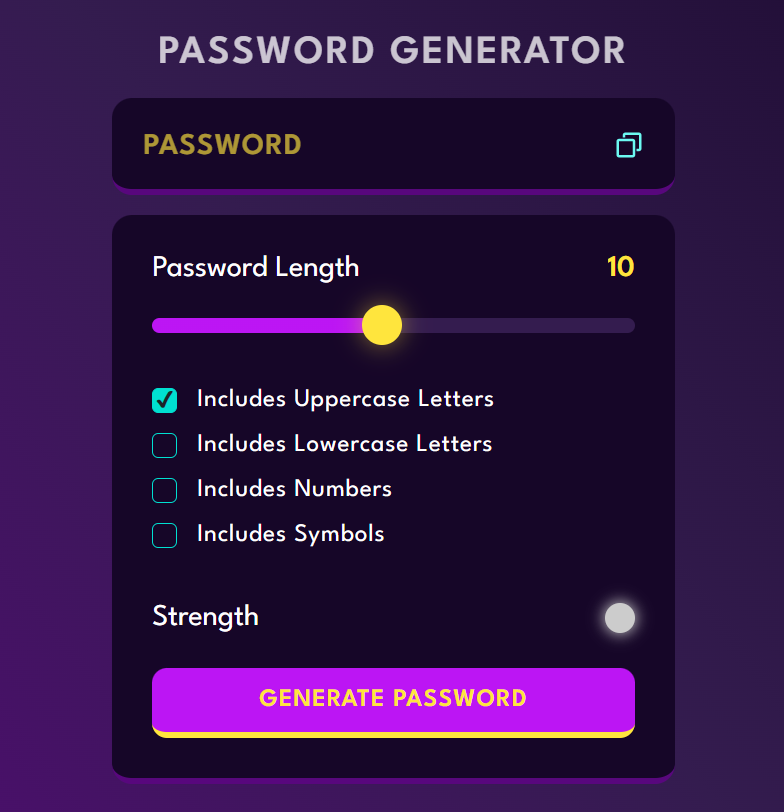 PASSWORD GENERATOR
PASSWORD
Password Length 10
Includes Uppercase Letters
Includes Lowercase Letters
Includes Numbers
Includes Symbols
Strength
GENERATE PASSWORD